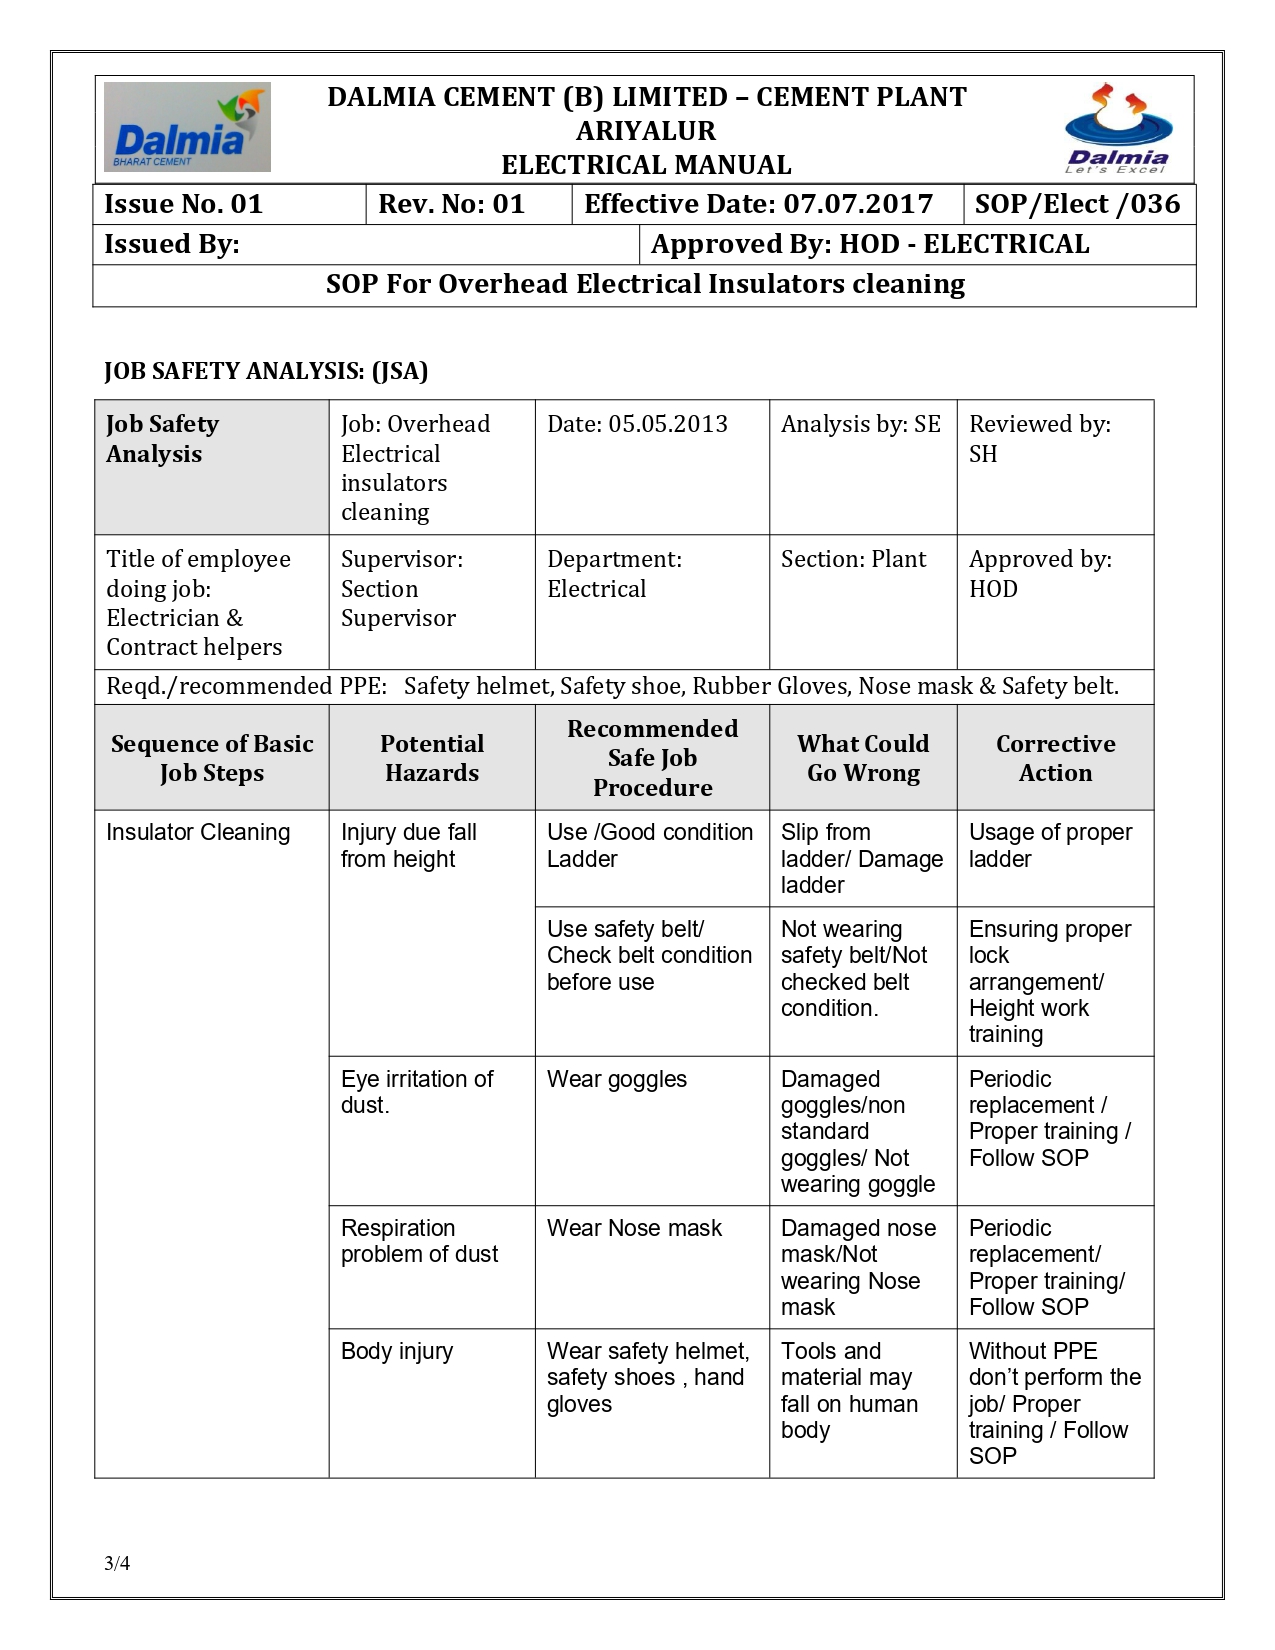 Dalmia
BHARAT CEMENT
DALMIA CEMENT (B) LIMITED – CEMENT PLANT
ARIYALUR
ELECTRICAL MANUAL
Dalmia
Let's Excel
Issue No. 01 Rev. No: 01 Effective Date: 07.07.2017 SOP/Elect /036
Issued By: Approved By: HOD - ELECTRICAL
SOP For Overhead Electrical Insulators cleaning
JOB SAFETY ANALYSIS: (JSA)
Job Safety
Analysis
Job: Overhead
Electrical
insulators
cleaning
Date: 05.05.2013
Analysis by: SE
Reviewed by:
SH
Title of employee
doing job:
Electrician &
Contract helpers
Supervisor:
Section
Supervisor
Department:
Electrical
Section: Plant
Approved by:
HOD
Reqd./recommended PPE: Safety helmet, Safety shoe, Rubber Gloves, Nose mask & Safety belt.
Sequence of Basic
Job Steps
Potential
Hazards
Recommended
Safe Job
Procedure
What Could
Go Wrong
Corrective
Action
Insulator Cleaning
Injury due fall
from height
Use /Good condition
Ladder
Slip from
ladder/ Damage
ladder
Usage of proper
ladder
Use safety belt/
Check belt condition
before use
Not wearing
safety belt/Not
checked belt
condition.
Ensuring proper
lock
arrangement/
Height work
training
Eye irritation of
dust.
Wear goggles
Damaged
goggles/non
standard
goggles/ Not
wearing goggle
Periodic
replacement /
Proper training /
Follow SOP
Respiration
problem of dust
Wear Nose mask
Damaged nose
mask/Not
wearing Nose
mask
Periodic
replacement/
Proper training/
Follow SOP
Body injury
Wear safety helmet,
safety shoes , hand
gloves
Tools and
material may
fall on human
body
Without PPE
don’t perform the
job/ Proper
training / Follow
SOP
3/4